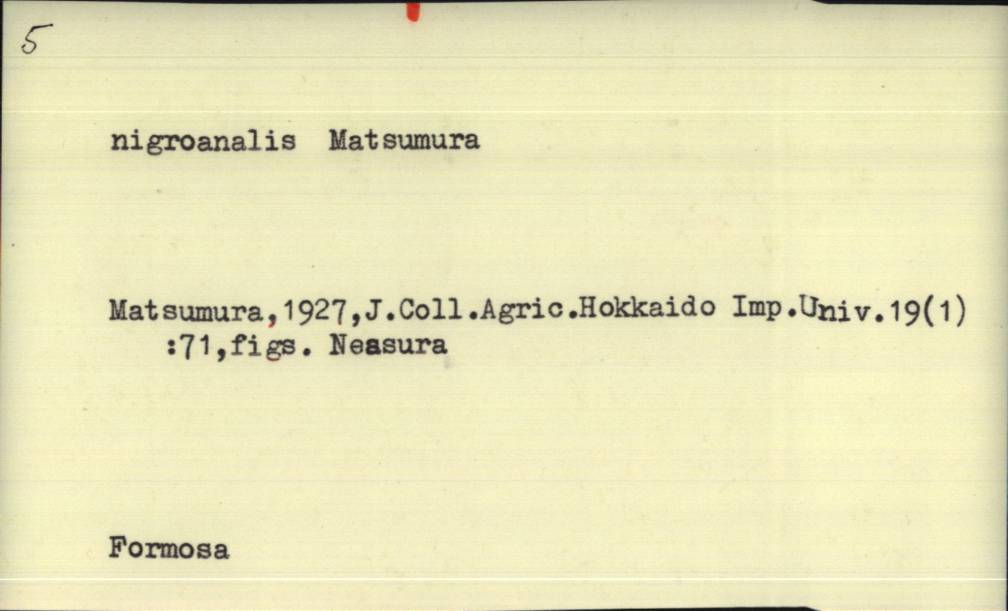 5
nigroanalis Matsumura
Matsumura,1927,J.Coll.Agric.Hokkaido Imp.Univ.19(1)
:71,figs. Neasura
Formosa